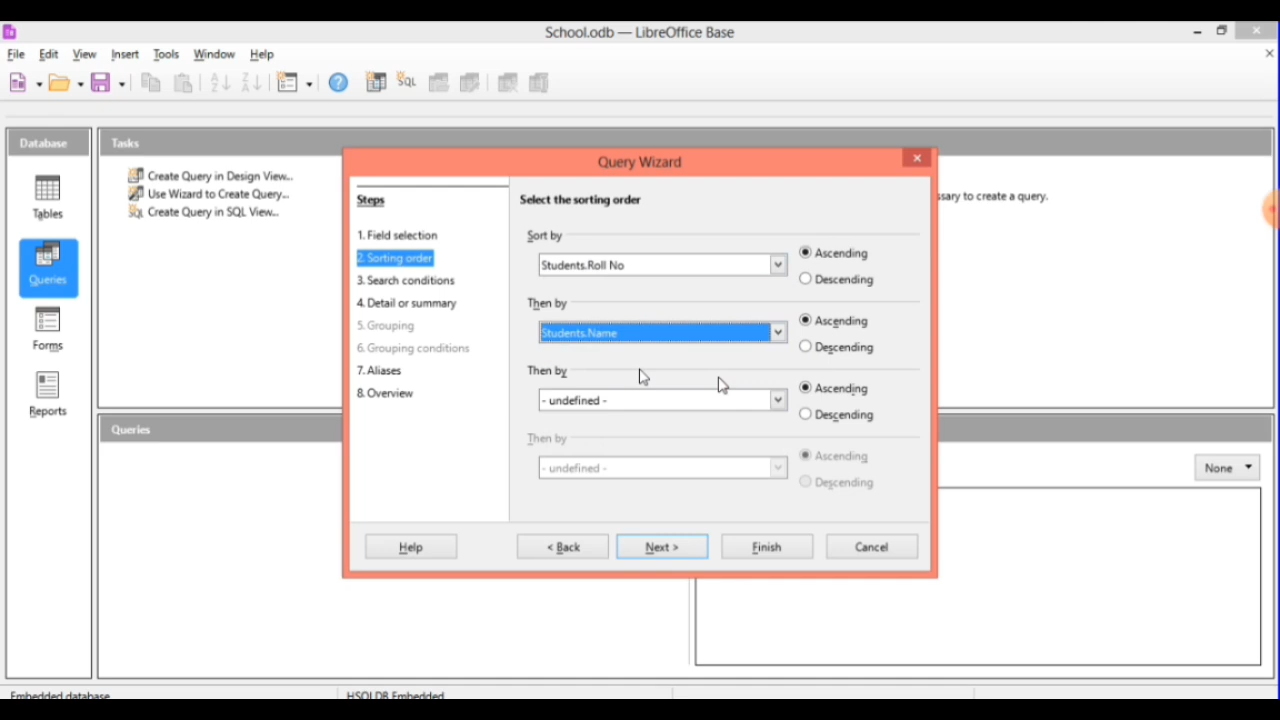 School.odb — LibreOffice Base
File Edit View Insert Tools Window Help
SQL
Database
Tasks
Tables
Queries
Forms
Reports
Create Query in Design View...
Use Wizard to Create Query...
Create Query in SQL View...
ssary to create a query.
Queries
None
Query Wizard
Steps
1. Field selection
2. Sorting order
3. Search conditions
4. Detail or summary
5. Grouping
6. Grouping conditions
7. Aliases
8. Overview
Select the sorting order
Sort by
Students.Roll No
Ascending
Descending
Then by
Students.Name
Ascending
Descending
Then by
- undefined -
Ascending
Descending
Then by
- undefined -
Ascending
Descending
Help
< Back
Next >
Finish
Cancel
Embedded database
HSQLDB Embedded